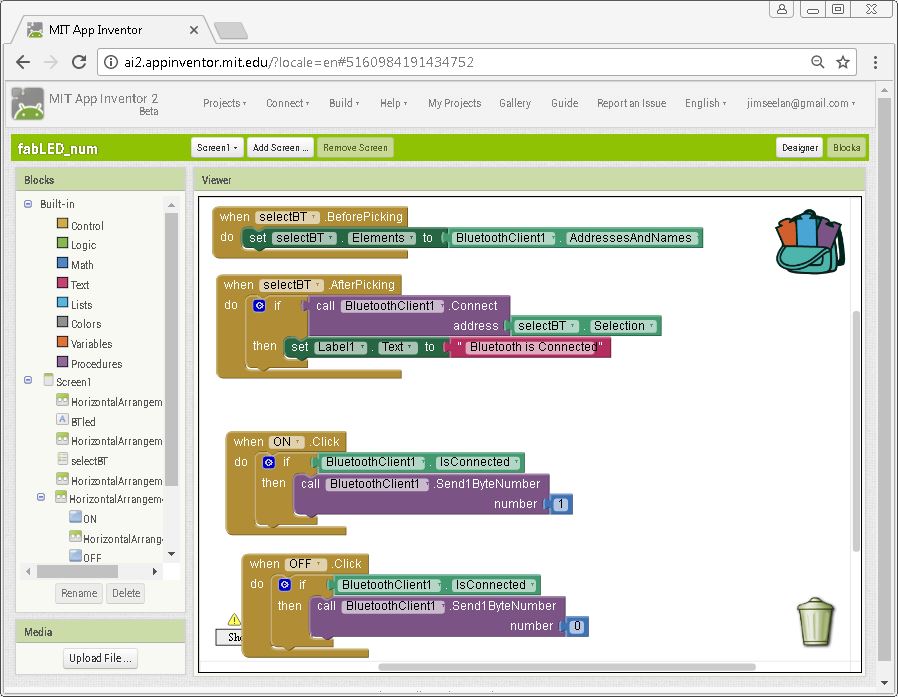 MIT App Inventor
ai2.appinventor.mit.edu/?locale=en#5160984191434752
MIT App Inventor 2
Beta
Projects Connect Build Help My Projects Gallery Guide Report an Issue English jimseelan@gmail.com
fabLED_num Screen1 Add Screen ... Remove Screen Designer Blocks
Blocks Viewer
Built-in
Control
Logic
Math
Text
Lists
Colors
Variables
Procedures
Screen1
HorizontalArrangem
BTled
HorizontalArrangem
selectBT
HorizontalArrangem
HorizontalArrangem
ON
HorizontalArrang
OFF
Rename Delete
Media
Upload File ...
when selectBT .BeforePicking
do set selectBT . Elements to BluetoothClient1 . AddressesAndNames
when selectBT .AfterPicking
do if call BluetoothClient1 .Connect
address selectBT . Selection
then set Label1 . Text to " Bluetooth is Connected "
when ON .Click
do if BluetoothClient1 . IsConnected
then call BluetoothClient1 .Send1ByteNumber
number 1
when OFF .Click
do if BluetoothClient1 . IsConnected
then call BluetoothClient1 .Send1ByteNumber
number 0
Sh